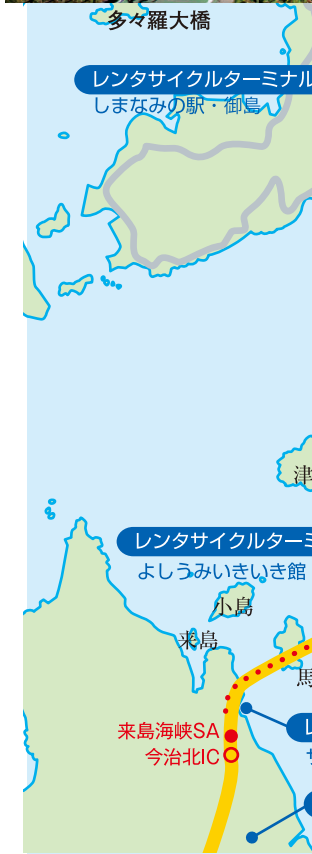 多々羅大橋
レンタサイクルターミナル
しまなみの駅・御島
津
レンタサイクルターミ
よしうみいきいき館
小島
来島
馬
来島海峡SA
今治北IC
レ
サ